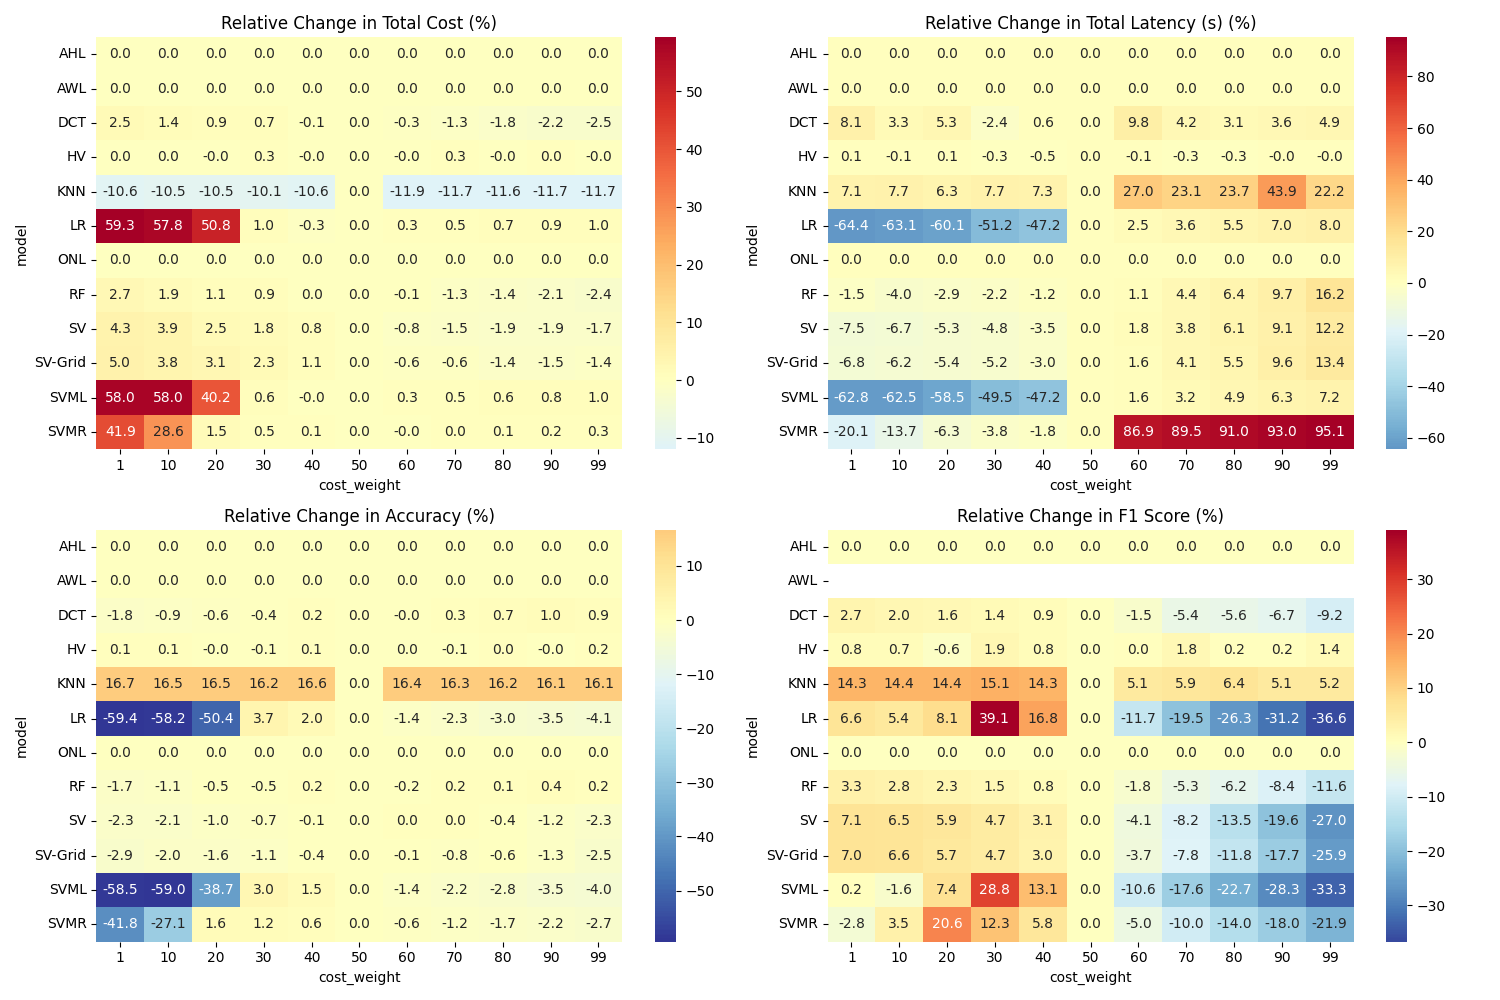 Relative Change in Total Cost (%)
AHL 0.0 0.0 0.0 0.0 0.0 0.0 0.0 0.0 0.0 0.0 0.0
AWL 0.0 0.0 0.0 0.0 0.0 0.0 0.0 0.0 0.0 0.0 0.0
DCT 2.5 1.4 0.9 0.7 -0.1 0.0 -0.3 -1.3 -1.8 -2.2 -2.5
HV 0.0 0.0 -0.0 0.3 -0.0 0.0 -0.0 0.3 -0.0 0.0 -0.0
KNN -10.6 -10.5 -10.5 -10.1 -10.6 0.0 -11.9 -11.7 -11.6 -11.7 -11.7
LR 59.3 57.8 50.8 1.0 -0.3 0.0 0.3 0.5 0.7 0.9 1.0
ONL 0.0 0.0 0.0 0.0 0.0 0.0 0.0 0.0 0.0 0.0 0.0
RF 2.7 1.9 1.1 0.9 0.0 0.0 -0.1 -1.3 -1.4 -2.1 -2.4
SV 4.3 3.9 2.5 1.8 0.8 0.0 -0.8 -1.5 -1.9 -1.9 -1.7
SV-Grid 5.0 3.8 3.1 2.3 1.1 0.0 -0.6 -0.6 -1.4 -1.5 -1.4
SVML 58.0 58.0 40.2 0.6 -0.0 0.0 0.3 0.5 0.6 0.8 1.0
SVMR 41.9 28.6 1.5 0.5 0.1 0.0 -0.0 0.0 0.1 0.2 0.3
1 10 20 30 40 50 60 70 80 90 99
cost_weight
model
50
40
30
20
10
0
−10
Relative Change in Total Latency (s) (%)
AHL 0.0 0.0 0.0 0.0 0.0 0.0 0.0 0.0 0.0 0.0 0.0
AWL 0.0 0.0 0.0 0.0 0.0 0.0 0.0 0.0 0.0 0.0 0.0
DCT 8.1 3.3 5.3 -2.4 0.6 0.0 9.8 4.2 3.1 3.6 4.9
HV 0.1 -0.1 0.1 -0.3 -0.5 0.0 -0.1 -0.3 -0.3 -0.0 -0.0
KNN 7.1 7.7 6.3 7.7 7.3 0.0 27.0 23.1 23.7 43.9 22.2
LR -64.4 -63.1 -60.1 -51.2 -47.2 0.0 2.5 3.6 5.5 7.0 8.0
ONL 0.0 0.0 0.0 0.0 0.0 0.0 0.0 0.0 0.0 0.0 0.0
RF -1.5 -4.0 -2.9 -2.2 -1.2 0.0 1.1 4.4 6.4 9.7 16.2
SV -7.5 -6.7 -5.3 -4.8 -3.5 0.0 1.8 3.8 6.1 9.1 12.2
SV-Grid -6.8 -6.2 -5.4 -5.2 -3.0 0.0 1.6 4.1 5.5 9.6 13.4
SVML -62.8 -62.5 -58.5 -49.5 -47.2 0.0 1.6 3.2 4.9 6.3 7.2
SVMR -20.1 -13.7 -6.3 -3.8 -1.8 0.0 86.9 89.5 91.0 93.0 95.1
1 10 20 30 40 50 60 70 80 90 99
cost_weight
model
80
60
40
20
0
−20
−40
−60
Relative Change in Accuracy (%)
AHL 0.0 0.0 0.0 0.0 0.0 0.0 0.0 0.0 0.0 0.0 0.0
AWL 0.0 0.0 0.0 0.0 0.0 0.0 0.0 0.0 0.0 0.0 0.0
DCT -1.8 -0.9 -0.6 -0.4 0.2 0.0 -0.0 0.3 0.7 1.0 0.9
HV 0.1 0.1 -0.0 -0.1 0.1 0.0 0.0 -0.1 0.0 -0.0 0.2
KNN 16.7 16.5 16.5 16.2 16.6 0.0 16.4 16.3 16.2 16.1 16.1
LR -59.4 -58.2 -50.4 3.7 2.0 0.0 -1.4 -2.3 -3.0 -3.5 -4.1
ONL 0.0 0.0 0.0 0.0 0.0 0.0 0.0 0.0 0.0 0.0 0.0
RF -1.7 -1.1 -0.5 -0.5 0.2 0.0 -0.2 0.2 0.1 0.4 0.2
SV -2.3 -2.1 -1.0 -0.7 -0.1 0.0 0.0 0.0 -0.4 -1.2 -2.3
SV-Grid -2.9 -2.0 -1.6 -1.1 -0.4 0.0 -0.1 -0.8 -0.6 -1.3 -2.5
SVML -58.5 -59.0 -38.7 3.0 1.5 0.0 -1.4 -2.2 -2.8 -3.5 -4.0
SVMR -41.8 -27.1 1.6 1.2 0.6 0.0 -0.6 -1.2 -1.7 -2.2 -2.7
1 10 20 30 40 50 60 70 80 90 99
cost_weight
model
10
0
−10
−20
−30
−40
−50
Relative Change in F1 Score (%)
AHL 0.0 0.0 0.0 0.0 0.0 0.0 0.0 0.0 0.0 0.0 0.0
AWL
DCT 2.7 2.0 1.6 1.4 0.9 0.0 -1.5 -5.4 -5.6 -6.7 -9.2
HV 0.8 0.7 -0.6 1.9 0.8 0.0 0.0 1.8 0.2 0.2 1.4
KNN 14.3 14.4 14.4 15.1 14.3 0.0 5.1 5.9 6.4 5.1 5.2
LR 6.6 5.4 8.1 39.1 16.8 0.0 -11.7 -19.5 -26.3 -31.2 -36.6
ONL 0.0 0.0 0.0 0.0 0.0 0.0 0.0 0.0 0.0 0.0 0.0
RF 3.3 2.8 2.3 1.5 0.8 0.0 -1.8 -5.3 -6.2 -8.4 -11.6
SV 7.1 6.5 5.9 4.7 3.1 0.0 -4.1 -8.2 -13.5 -19.6 -27.0
SV-Grid 7.0 6.6 5.7 4.7 3.0 0.0 -3.7 -7.8 -11.8 -17.7 -25.9
SVML 0.2 -1.6 7.4 28.8 13.1 0.0 -10.6 -17.6 -22.7 -28.3 -33.3
SVMR -2.8 3.5 20.6 12.3 5.8 0.0 -5.0 -10.0 -14.0 -18.0 -21.9
1 10 20 30 40 50 60 70 80 90 99
cost_weight
model
30
20
10
0
−10
−20
−30